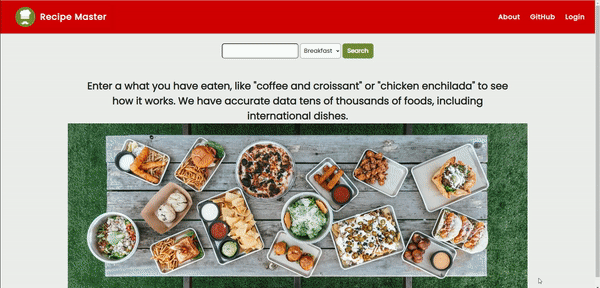 Recipe Master
About GitHub Login
Breakfast Search
Enter a what you have eaten, like "coffee and croissant" or "chicken enchilada" to see
how it works. We have accurate data tens of thousands of foods, including
international dishes.